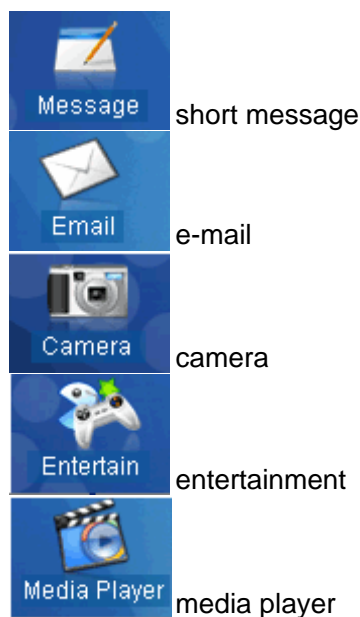 Message
short message
Email
e-mail
Camera
camera
Entertain
entertainment
Media Player
media player